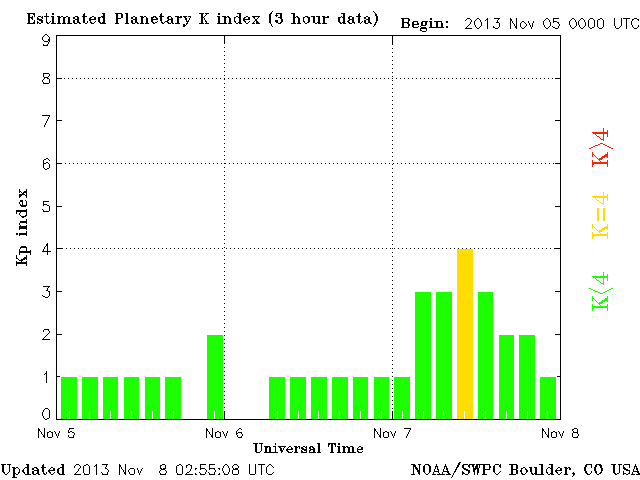 Estimated Planetary K index (3 hour data) Begin: 2013 Nov 05 0000 UTC
9
8
7
6
5
4
3
2
1
0
Kp index
K>4
K=4
K<4
Nov 5 Nov 6 Nov 7 Nov 8
Universal Time
Updated 2013 Nov 8 02:55:08 UTC NOAA/SWPC Boulder, CO USA